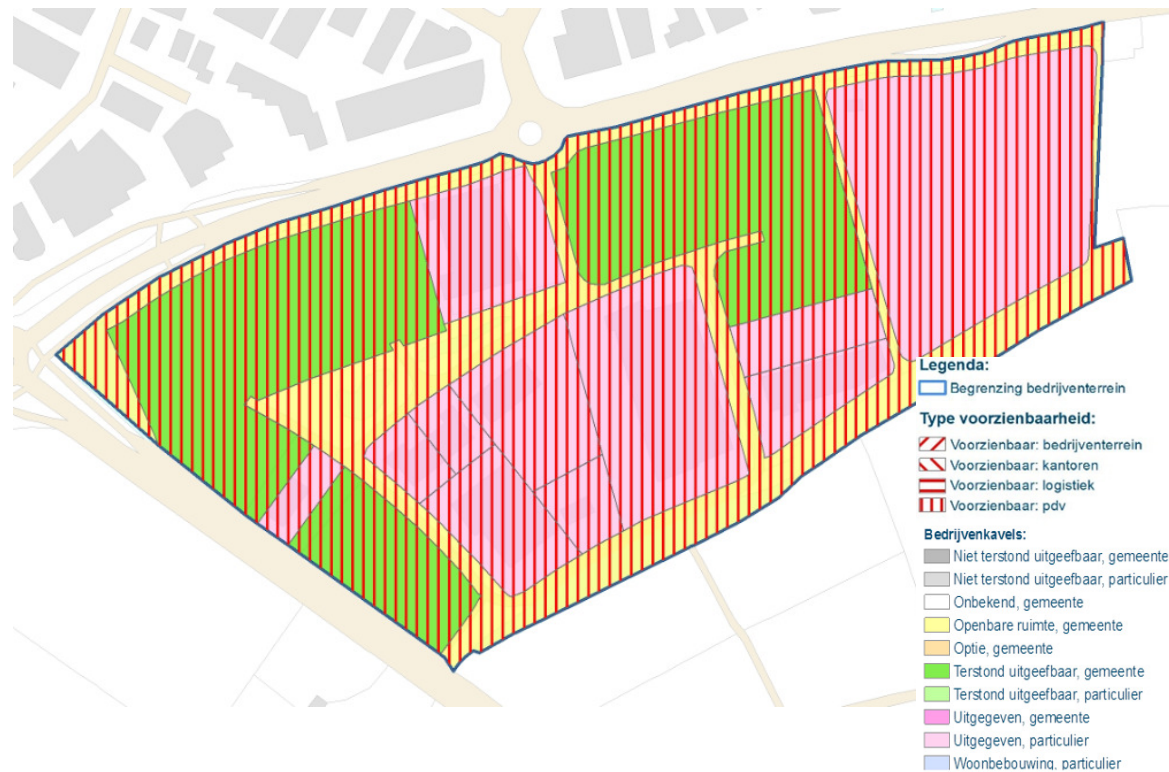 Legenda:
Begrenzing bedrijventerrein
Type voorzienbaarheid:
Voorzienbaar: bedrijventerrein
Voorzienbaar: kantoren
Voorzienbaar: logistiek
Voorzienbaar: pdv
Bedrijvenkavels:
Niet terstond uitgeefbaar, gemeente
Niet terstond uitgeefbaar, particulier
Onbekend, gemeente
Openbare ruimte, gemeente
Optie, gemeente
Terstond uitgeefbaar, gemeente
Terstond uitgeefbaar, particulier
Uitgegeven, gemeente
Uitgegeven, particulier
Woonbebouwing, particulier